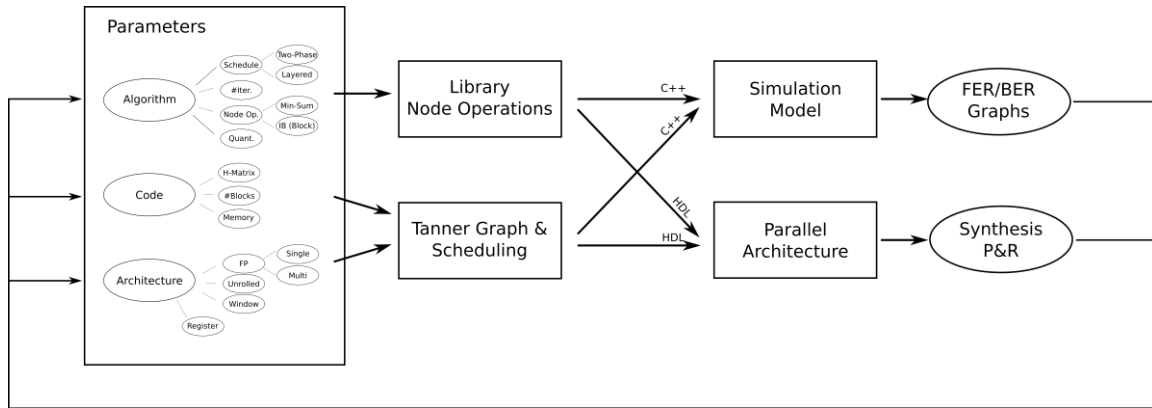 Parameters
Algorithm
Schedule
Two-Phase
Layered
#Iter.
Node Op.
Min-Sum
IB (Block)
Quant.
Code
H-Matrix
#Blocks
Memory
Architecture
FP
Single
Multi
Unrolled
Window
Register
Library
Node Operations
Tanner Graph &
Scheduling
C++
C++
HDL
HDL
Simulation
Model
Parallel
Architecture
FER/BER
Graphs
Synthesis
P&R